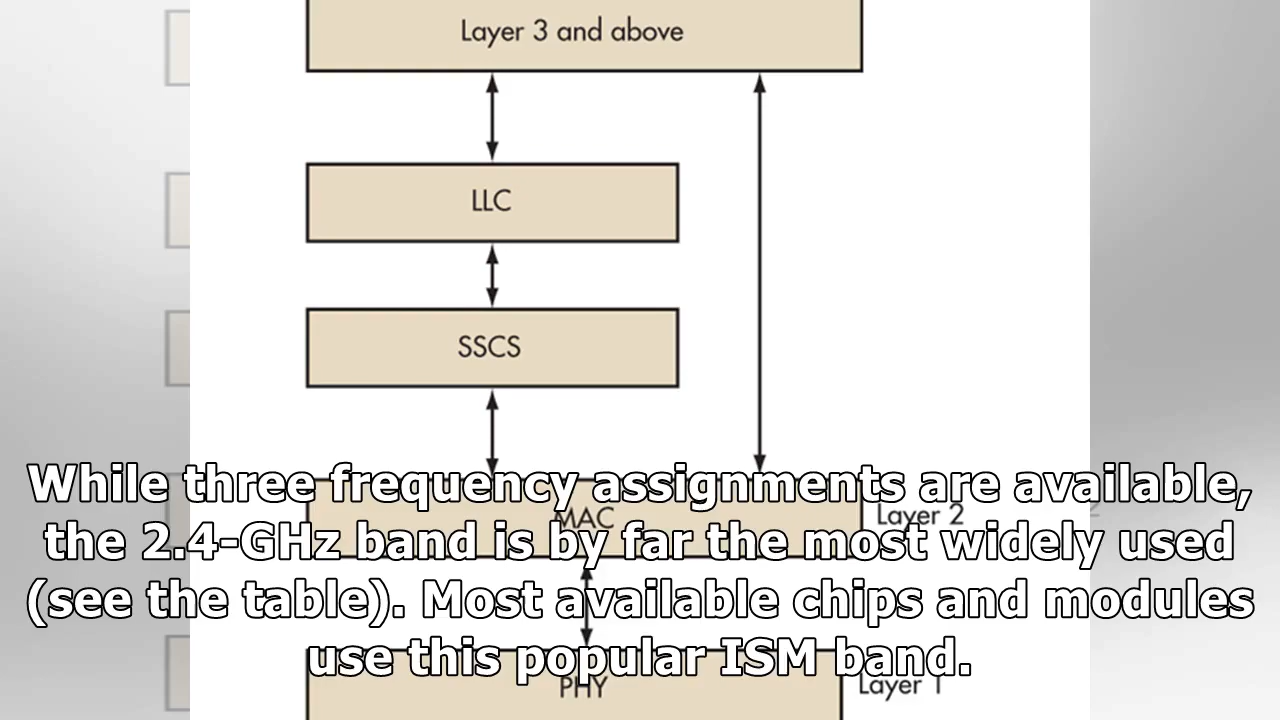 Layer 3 and above
LLC
SSCS
MAC
Layer 2
While three frequency assignments are available,
the 2.4-GHz band is by far the most widely used
(see the table). Most available chips and modules
use this popular ISM band.
PHY
Layer 1